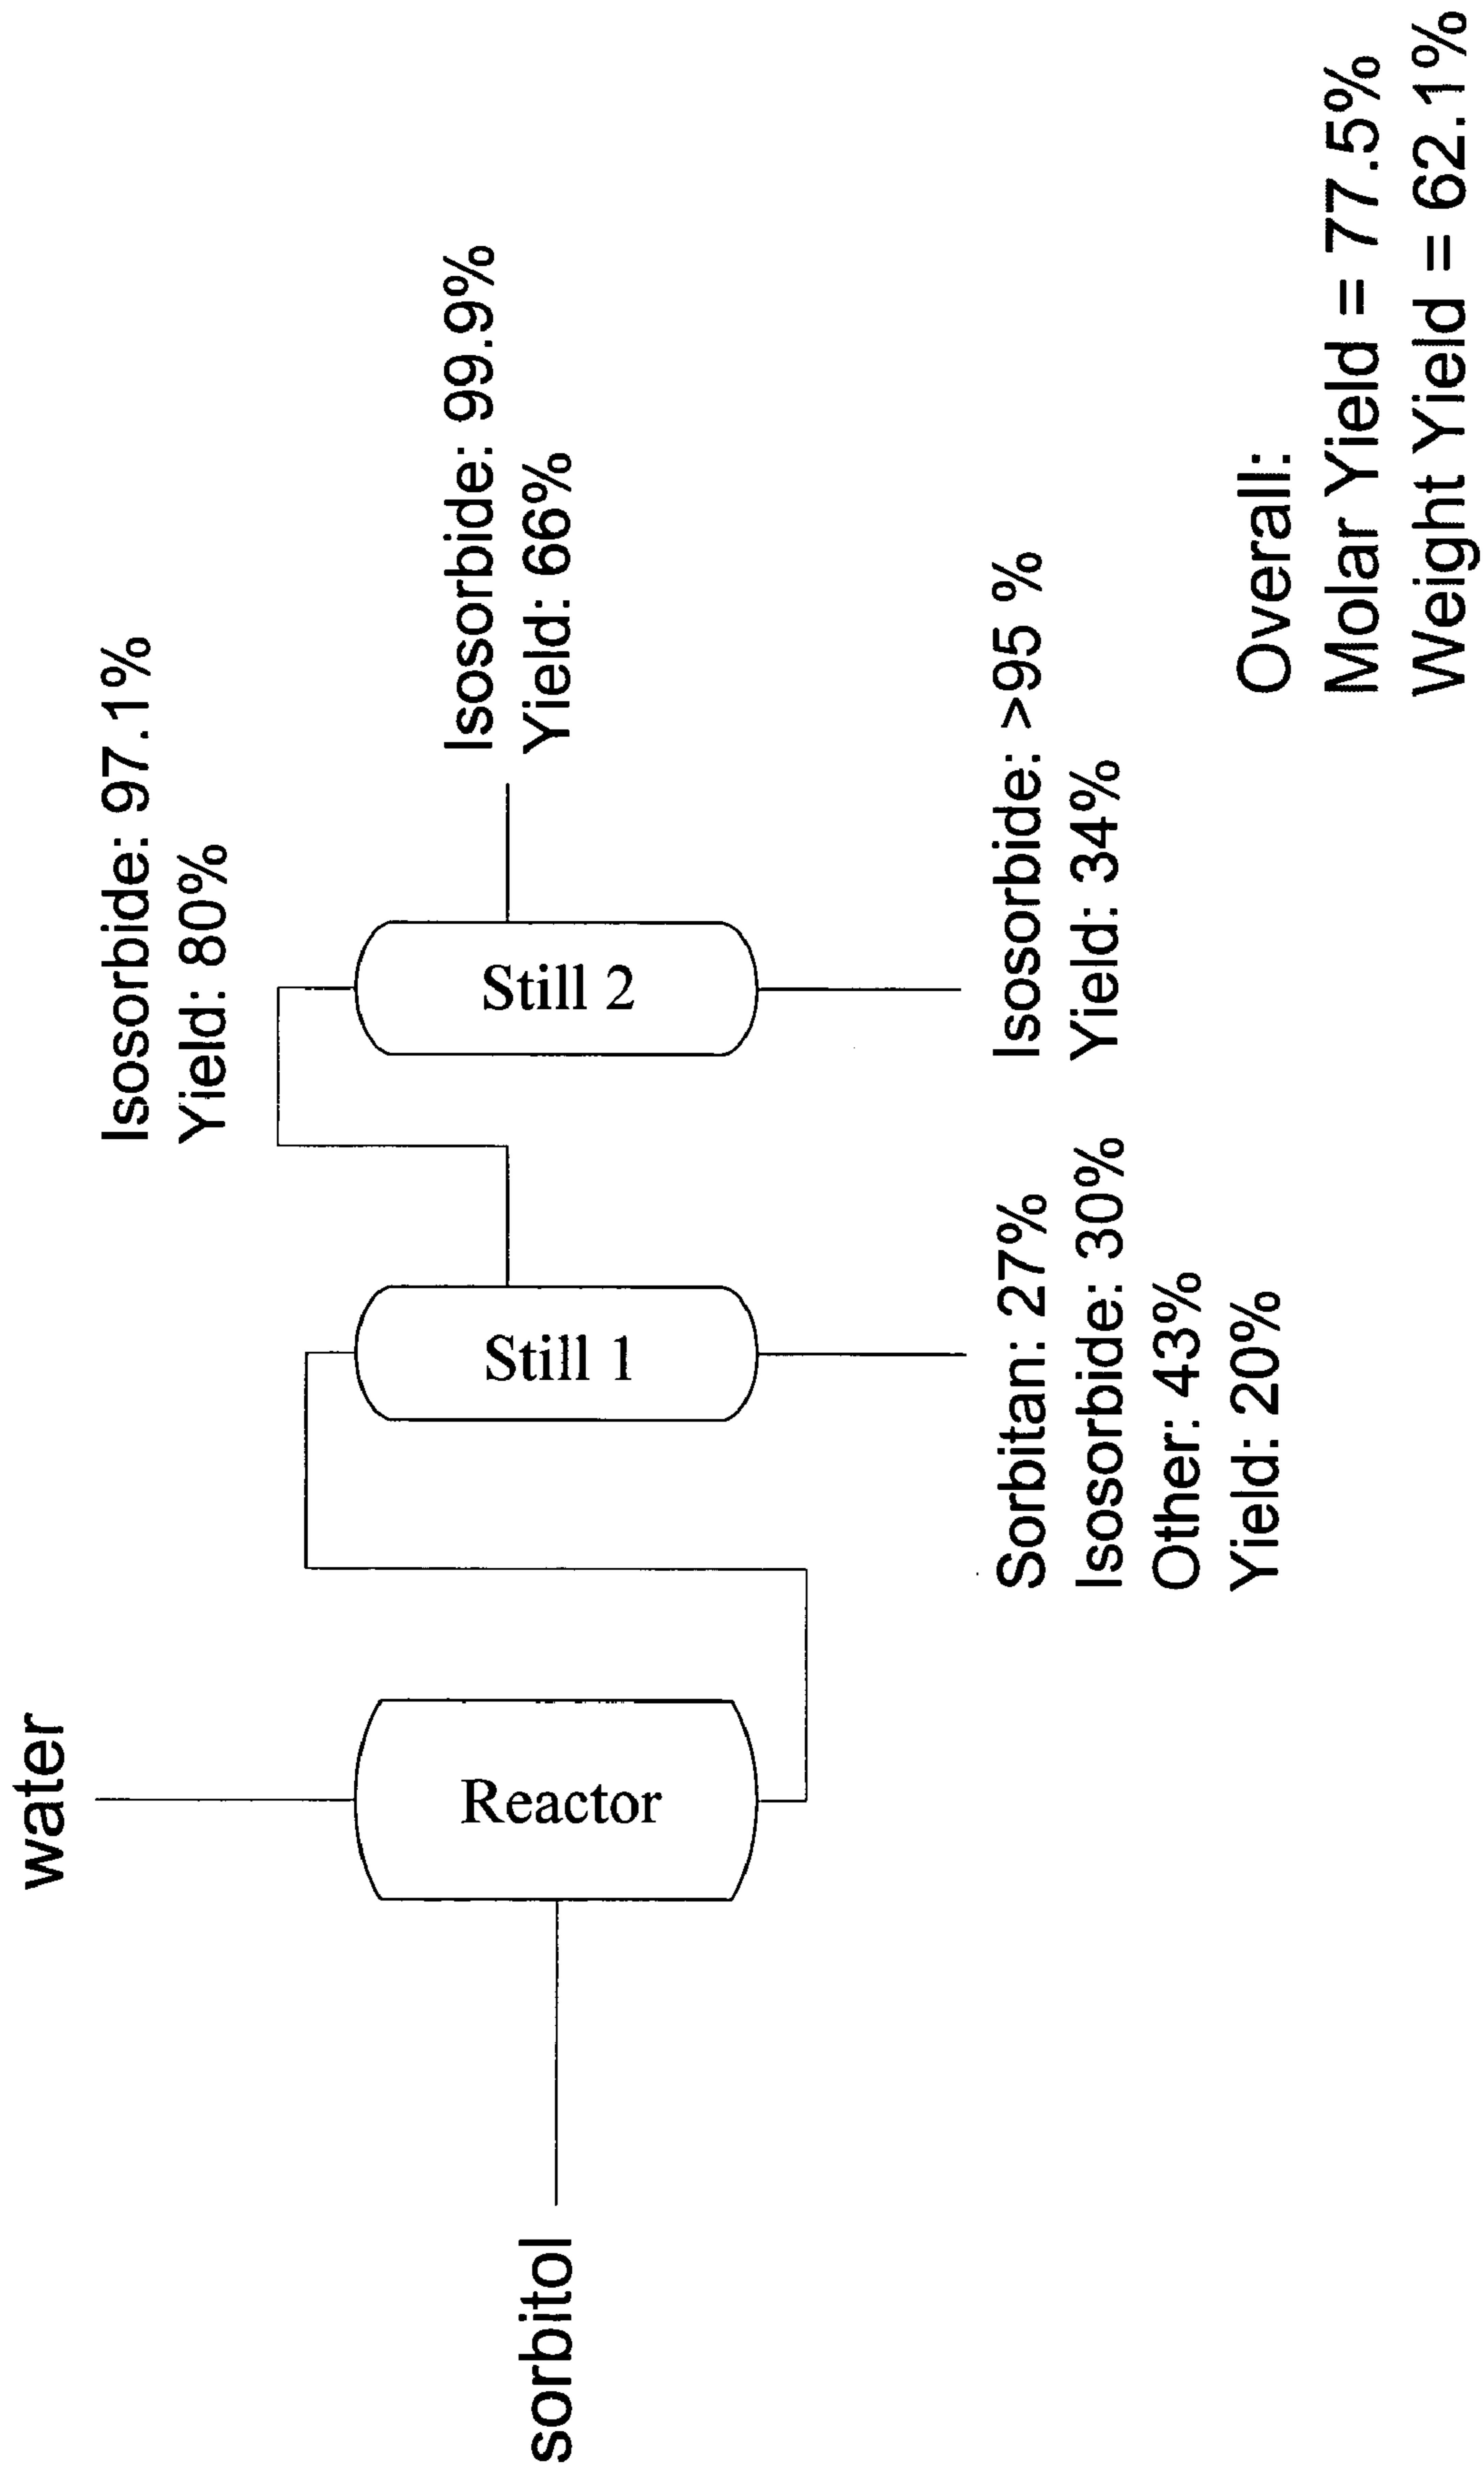 water
sorbitol
Reactor
Still 1
Still 2
Isosorbide: 97.1%
Yield: 80%
Isosorbide: 99.9%
Yield: 66%
Sorbitan: 27%
Isosorbide: 30%
Other: 43%
Yield: 20%
Isosorbide: >95 %
Yield: 34%
Overall:
Molar Yield = 77.5%
Weight Yield = 62.1%